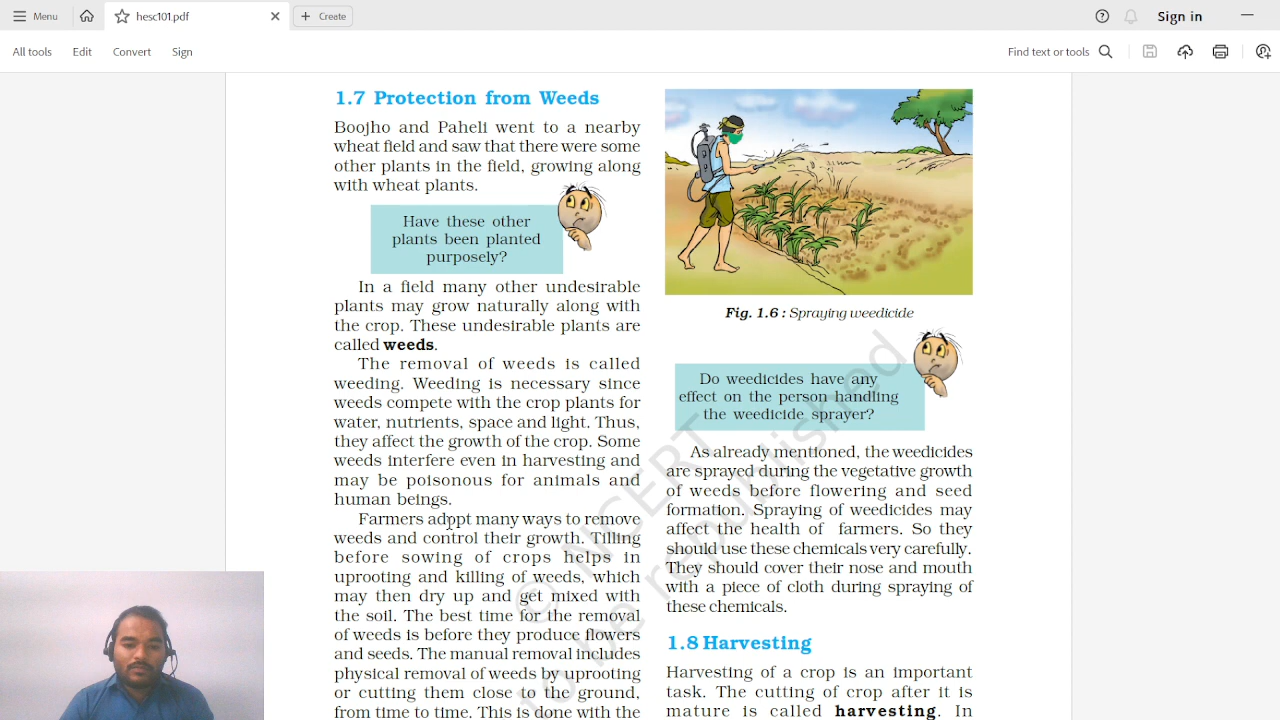 Menu
hesc101.pdf
Create
Sign in
All tools
Edit
Convert
Sign
Find text or tools
1.7 Protection from Weeds
Boojho and Paheli went to a nearby
wheat field and saw that there were some
other plants in the field, growing along
with wheat plants.
Have these other
plants been planted
purposely?
In a field many other undesirable
plants may grow naturally along with
the crop. These undesirable plants are
called weeds.
The removal of weeds is called
weeding. Weeding is necessary since
weeds compete with the crop plants for
water, nutrients, space and light. Thus,
they affect the growth of the crop. Some
weeds interfere even in harvesting and
may be poisonous for animals and
human beings.
Farmers adopt many ways to remove
weeds and control their growth. Tilling
before sowing of crops helps in
uprooting and killing of weeds, which
may then dry up and get mixed with
the soil. The best time for the removal
of weeds is before they produce flowers
and seeds. The manual removal includes
physical removal of weeds by uprooting
or cutting them close to the ground,
from time to time. This is done with the
Fig. 1.6 : Spraying weedicide
Do weedicides have any
effect on the person handling
the weedicide sprayer?
As already mentioned, the weedicides
are sprayed during the vegetative growth
of weeds before flowering and seed
formation. Spraying of weedicides may
affect the health of farmers. So they
should use these chemicals very carefully.
They should cover their nose and mouth
with a piece of cloth during spraying of
these chemicals.
1.8 Harvesting
Harvesting of a crop is an important
task. The cutting of crop after it is
mature is called harvesting. In
© NCERT
to be republished